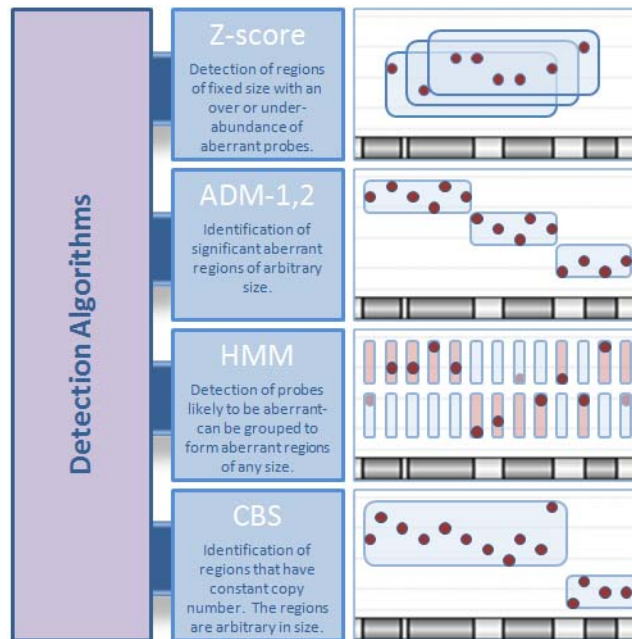 Detection Algorithms
Z-score
Detection of regions
of fixed size with an
over or under-
abundance of
aberrant probes.
ADM-1,2
Identification of
significant aberrant
regions of arbitrary
size.
HMM
Detection of probes
likely to be aberrant-
can be grouped to
form aberrant regions
of any size.
CBS
Identification of
regions that have
constant copy
number. The regions
are arbitrary in size.